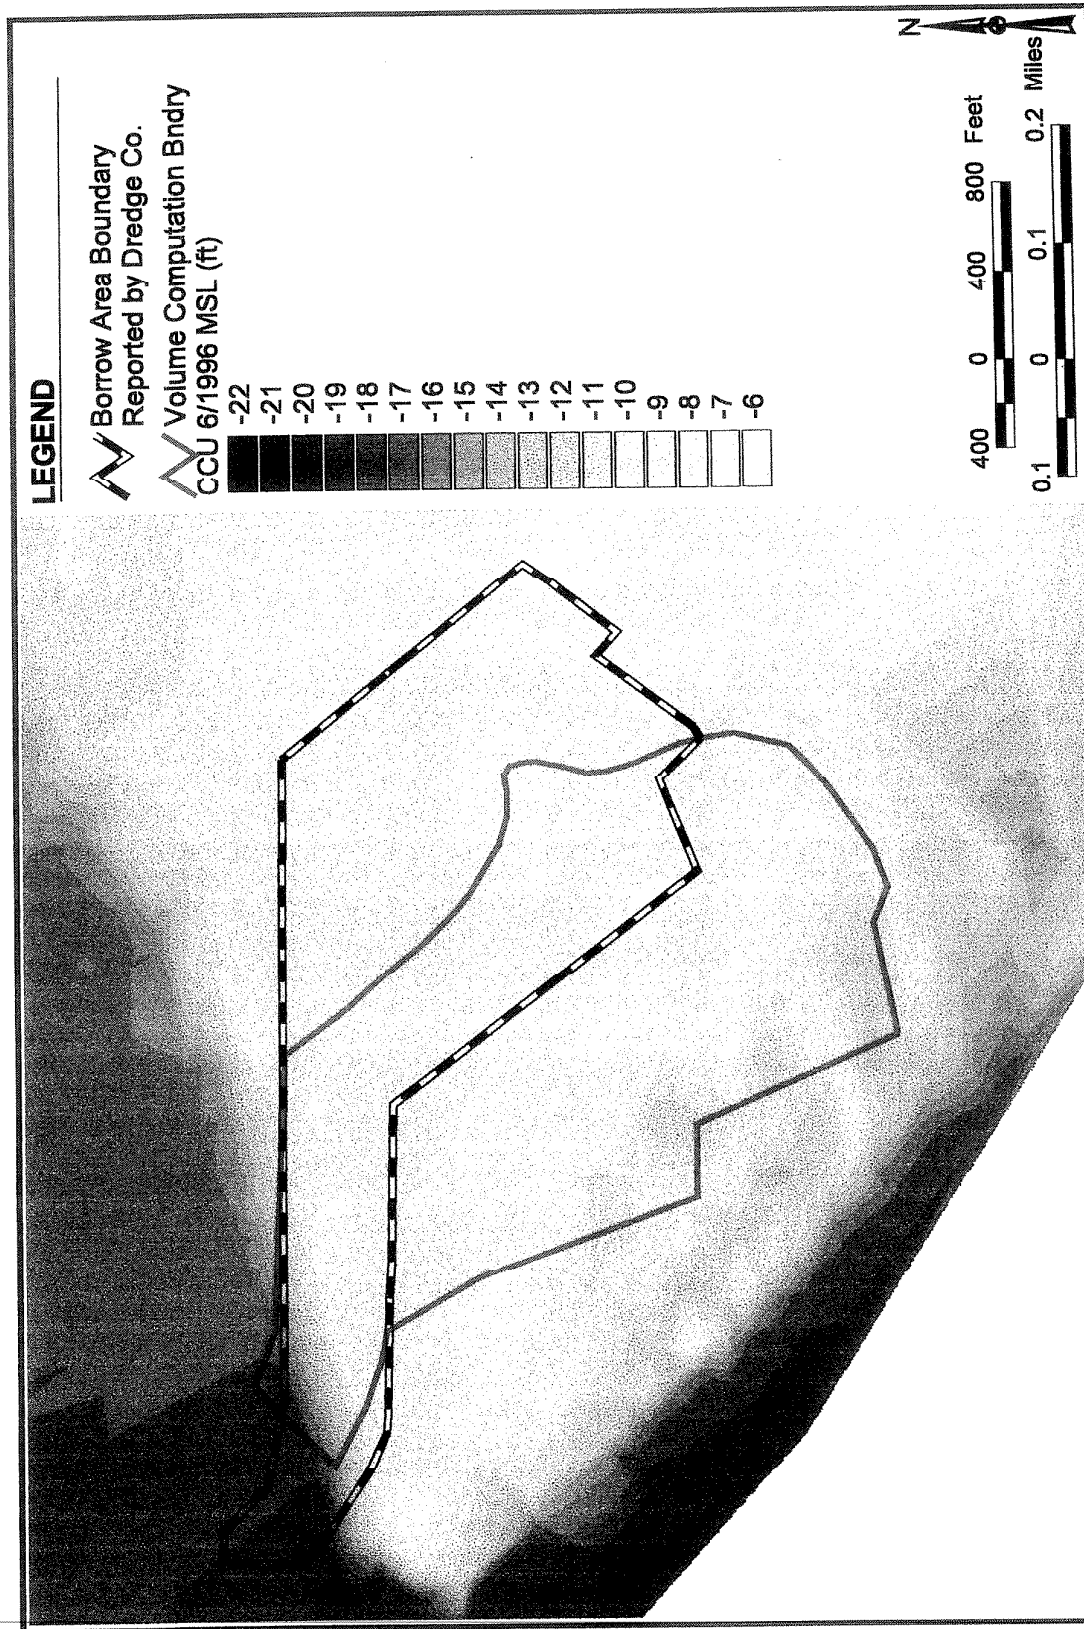 LEGEND
Borrow Area Boundary
Reported by Dredge Co.
Volume Computation Bndry
CCU 6/1996 MSL (ft)
-22
-21
-20
-19
-18
-17
-16
-15
-14
-13
-12
-11
-10
-9
-8
-7
-6
400 0 400 800 Feet
0.1 0 0.1 0.2 Miles
N